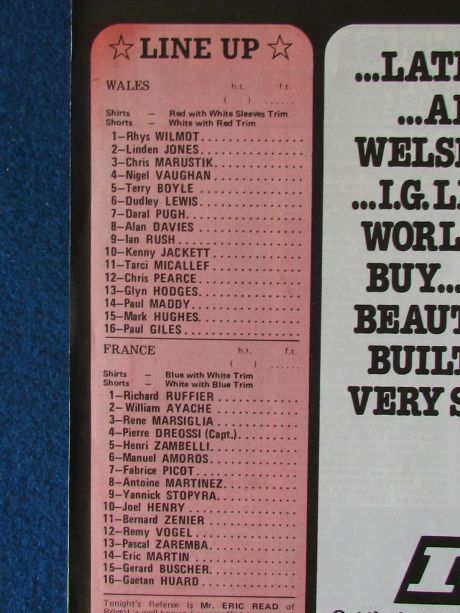 ☆ LINE UP ☆
WALES h.t. f.t.
( ) ......
Shirts – Red with White Sleeves Trim
Shorts – White with Red Trim
1—Rhys WILMOT
2—Linden JONES
3—Chris MARUSTIK
4—Nigel VAUGHAN
5—Terry BOYLE
6—Dudley LEWIS
7—Daral PUGH
8—Alan DAVIES
9—Ian RUSH
10—Kenny JACKETT
11—Tarci MICALLEF
12—Chris PEARCE
13—Glyn HODGES
14—Paul MADDY
15—Mark HUGHES
16—Paul GILES
FRANCE h.t. f.t.
( ) ......
Shirts – Blue with White Trim
Shorts – White with Blue Trim
1—Richard RUFFIER
2— William AYACHE
3—Rene MARSIGLIA
4—Pierre DREOSSI (Capt.)
5—Henri ZAMBELLI
6—Manuel AMOROS
7—Fabrice PICOT
8—Antoine MARTINEZ
9—Yannick STOPYRA
10—Joel HENRY
11—Bernard ZENIER
12—Remy VOGEL
13—Pascal ZAREMBA
14—Eric MARTIN
15—Gerard BUSCHER
16—Gaetan HUARD
Tonight's Referee is Mr. ERIC READ of
...LAT
...A
WELS
...I.G. L
WORL
BUY...
BEAUT
BUILT
VERY S